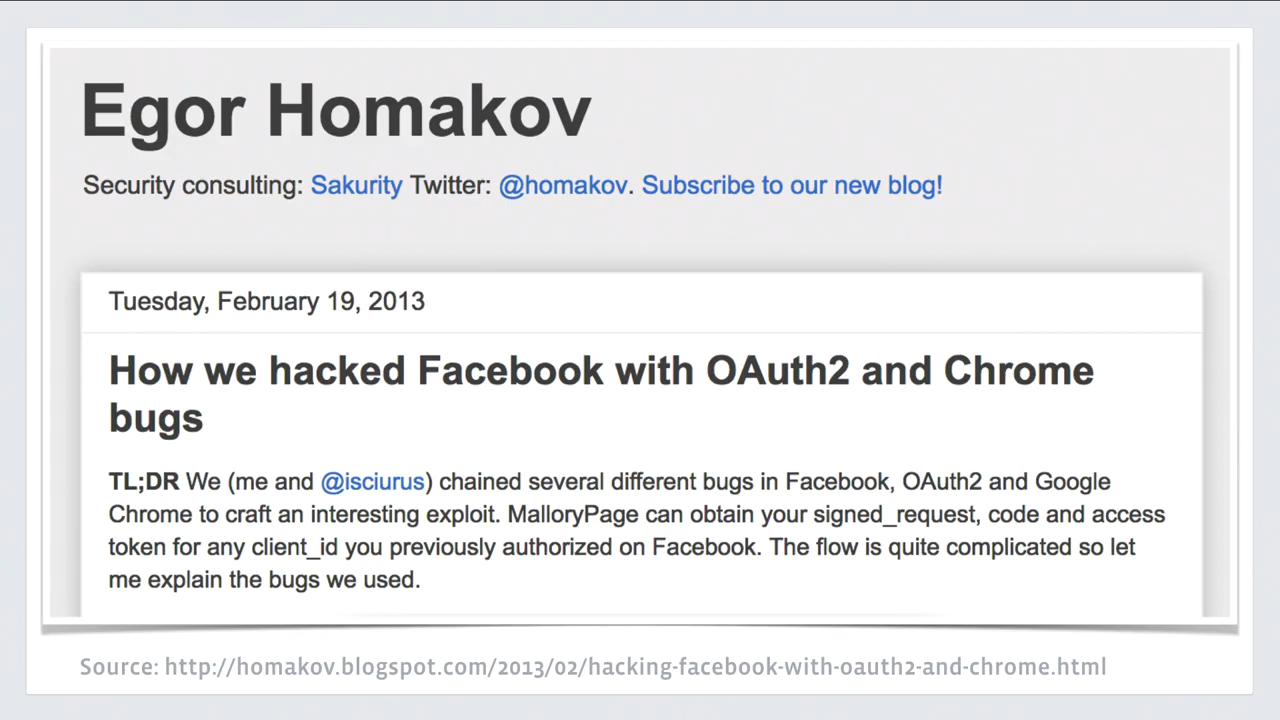 Egor Homakov
Security consulting: Sakurity Twitter: @homakov. Subscribe to our new blog!
Tuesday, February 19, 2013
How we hacked Facebook with OAuth2 and Chrome
bugs
TL;DR We (me and @isciurus) chained several different bugs in Facebook, OAuth2 and Google
Chrome to craft an interesting exploit. MalloryPage can obtain your signed_request, code and access
token for any client_id you previously authorized on Facebook. The flow is quite complicated so let
me explain the bugs we used.
Source: http://homakov.blogspot.com/2013/02/hacking-facebook-with-oauth2-and-chrome.html